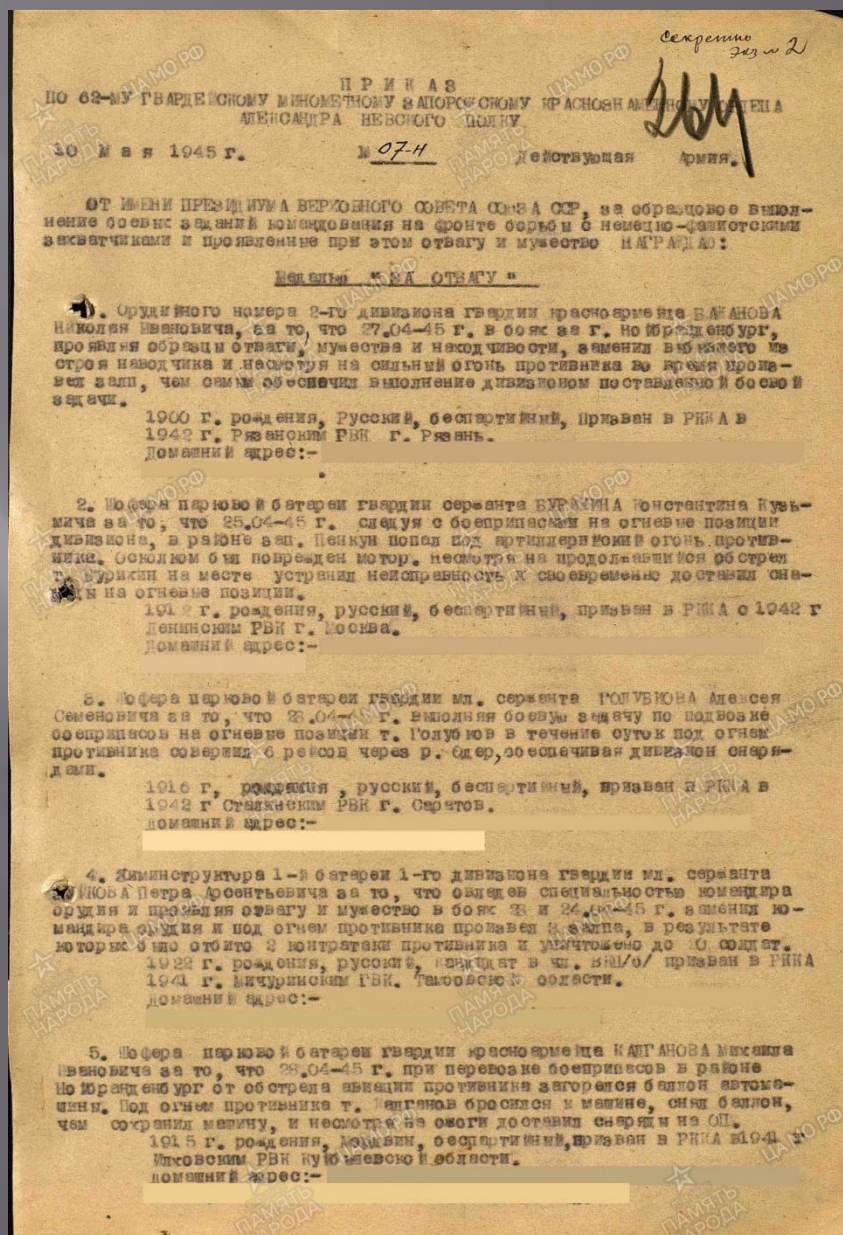 Секретно
Экз № 2
264
ПРИКАЗ
ПО 62-МУ ГВАРДЕЙСКОМУ МИНОМЕТНОМУ ЗАПОРОЖСКОМУ КРАСНОЗНАМЕННОМУ ОРДЕНА
АЛЕКСАНДРА НЕВСКОГО ПОЛКУ
10 мая 1945 г. № 07-Н Действующая Армия.
ОТ ИМЕНИ ПРЕЗИДИУМА ВЕРХОВНОГО СОВЕТА СОЮЗА ССР, за образцовое выпол-
нение боевых заданий командования на фронте борьбы с немецко-фашистскими
захватчиками и проявленные при этом отвагу и мужество НАГРАЖДАЮ:
Медалью "ЗА ОТВАГУ"
1. Орудийного номера 2-го дивизиона гвардии красноармейца
Николая Ивановича, за то, что 27.04-45 г. в боях за г. Нойбранденбург,
проявляя образцы отваги, мужества и находчивости, заменил выбывшего из
строя наводчика и несмотря на сильный огонь противника во время произ-
вел залп, чем самым обеспечил выполнение дивизионом поставленной боевой
задачи.
1900 г. рождения, Русский, беспартийный, Призван в РККА в
1942 г. Рязанским РВК г. Рязань.
Домашний адрес:-
2. Шофера парковой батареи гвардии сержанта Константина Кузь-
мича за то, что 25.04-45 г. следуя с боеприпасами на огневые позиции
дивизиона, в районе зап. Пенкун попал под артиллерийский огонь против-
ника. Осколком был поврежден мотор. Несмотря на продолжавшийся обстрел
т. Бурихин на месте устранил неисправность и своевременно доставил сна-
ды на огневые позиции.
1912 г. рождения, русский, беспартийный, призван в РККА с 1942 г
Ленинским РВК г. Москва.
Домашний адрес:-
3. Шофера парковой батареи гвардии мл. сержанта ГОЛУБКОВА Алексея
Семеновича за то, что г. выполняя боевую задачу по подвозке
боеприпасов на огневые позиции т. Голубков в течение суток под огнем
противника совершил 6 рейсов через р. Одер, обеспечивая дивизион снаря-
дами.
1916 г, рождения , русский, беспартийный, призван в РККА в
1942 г Сталинским РВК г. Саратов.
Домашний адрес:-
4. Химинструктора 1-й батареи 1-го дивизиона гвардии мл. сержанта
Петра Арсентьевича за то, что овладев специальностью командира
орудия и проявляя отвагу и мужество в боях 23 и 24.04-45 г. заменил ко-
мандира орудия и под огнем противника произвел 3 залпа, в результате
которых было отбито 2 контратаки противника и уничтожено до солдат.
1922 г. рождения, русский, кандидат в чл. ВКП/б/ призван в РККА
1941 г. Мичуринским РВК. Тамбовской области.
Домашний адрес:-
5. Шофера парковой батареи гвардии красноармейца КАЛГАНОВА Михаила
Ивановича за то, что 28.04-45 г. при перевозке боеприпасов в районе
Нойбранденбург от обстрела авиации противника загорелся баллон автома-
шины. Под огнем противника т. Калганов бросился к машине, снял баллон,
чем сохранил машину, и несмотря на ожоги доставил снаряды на ОП.
1915 г. рождения, Мордвин, беспартийный,призван в РККА в1941 г
РВК Куйбышевской области.
Домашний адрес:-
ПАМЯТЬ НАРОДА
ЦАМО.РФ